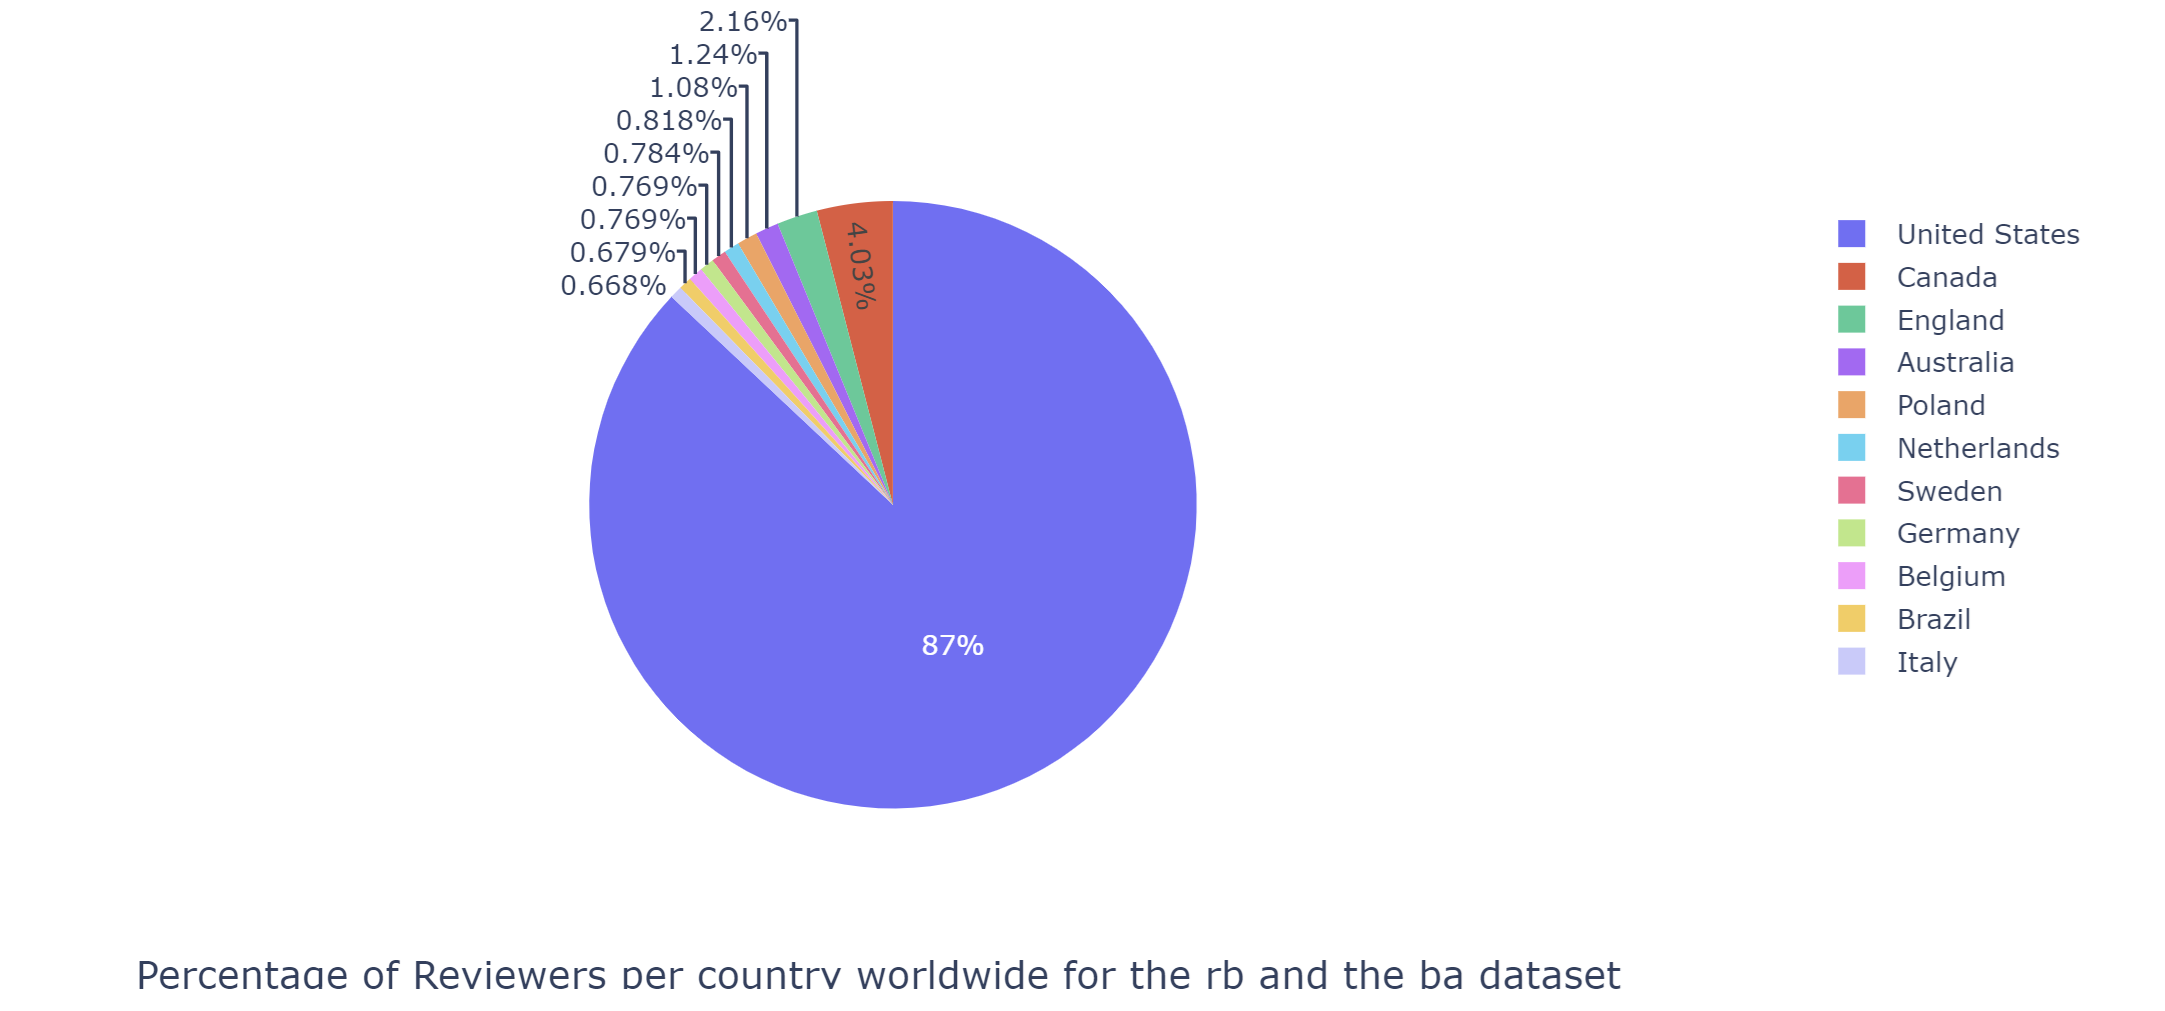 2.16%
1.24%
1.08%
0.818%
0.784%
0.769%
0.769%
0.679%
0.668%
4.03%
87%
United States
Canada
England
Australia
Poland
Netherlands
Sweden
Germany
Belgium
Brazil
Italy
Percentage of Reviewers per country worldwide for the rb and the ba dataset